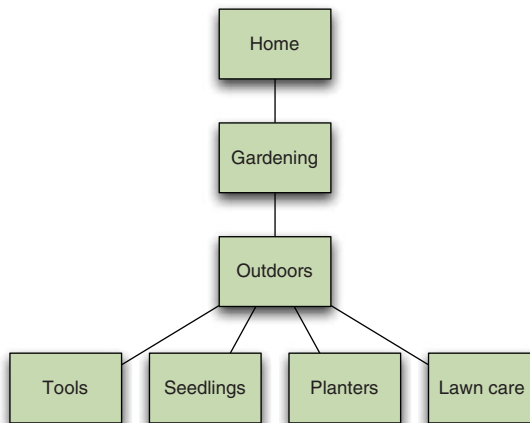 Home
Gardening
Outdoors
Tools
Seedlings
Planters
Lawn care